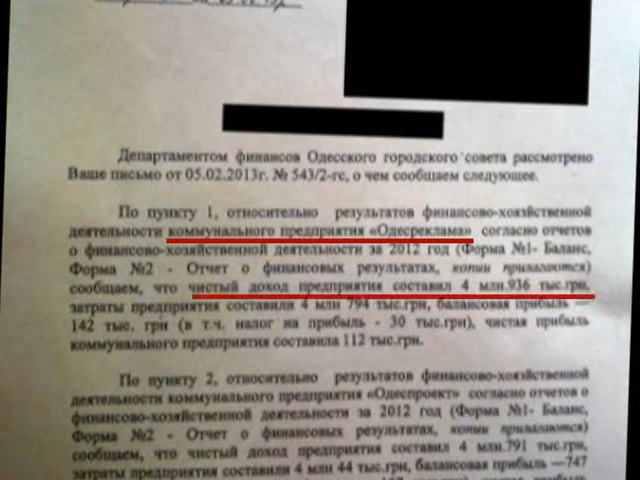 Департаментом финансов Одесского городского совета рассмотрено
Ваше письмо от 05.02.2013г. № 543/2-гс, о чем сообщаем следующее.
По пункту 1, относительно результатов финансово-хозяйственной
деятельности коммунального предприятия «Одесреклама» согласно отчетов
о финансово-хозяйственной деятельности за 2012 год (Форма №1- Баланс,
Форма №2 - Отчет о финансовых результатах, копии прилагаются)
сообщаем, что чистый доход предприятия составил 4 млн.936 тыс.грн,
затраты предприятия составили 4 млн 794 тыс.грн, балансовая прибыль —
142 тыс. грн (в т.ч. налог на прибыль - 30 тыс.грн), чистая прибыль
коммунального предприятия составила 112 тыс.грн.
По пункту 2, относительно результатов финансово-хозяйственной
деятельности коммунального предприятия «Одеспроект» согласно отчетов о
финансово-хозяйственной деятельности за 2012 год (Форма №1- Баланс,
Форма №2 - Отчет о финансовых результатах, копии прилагаются)
сообщаем, что чистый доход предприятия составил 4 млн.791 тыс.грн,
затраты предприятия составили 4 млн 44 тыс.грн, балансовая прибыль —747